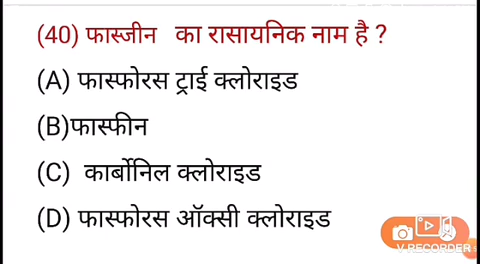 (40) फास्जीन का रासायनिक नाम है ?
(A) फास्फोरस ट्राई क्लोराइड
(B)फास्फीन
(C) कार्बोनिल क्लोराइड
(D) फास्फोरस ऑक्सी क्लोराइड
V RECORDER